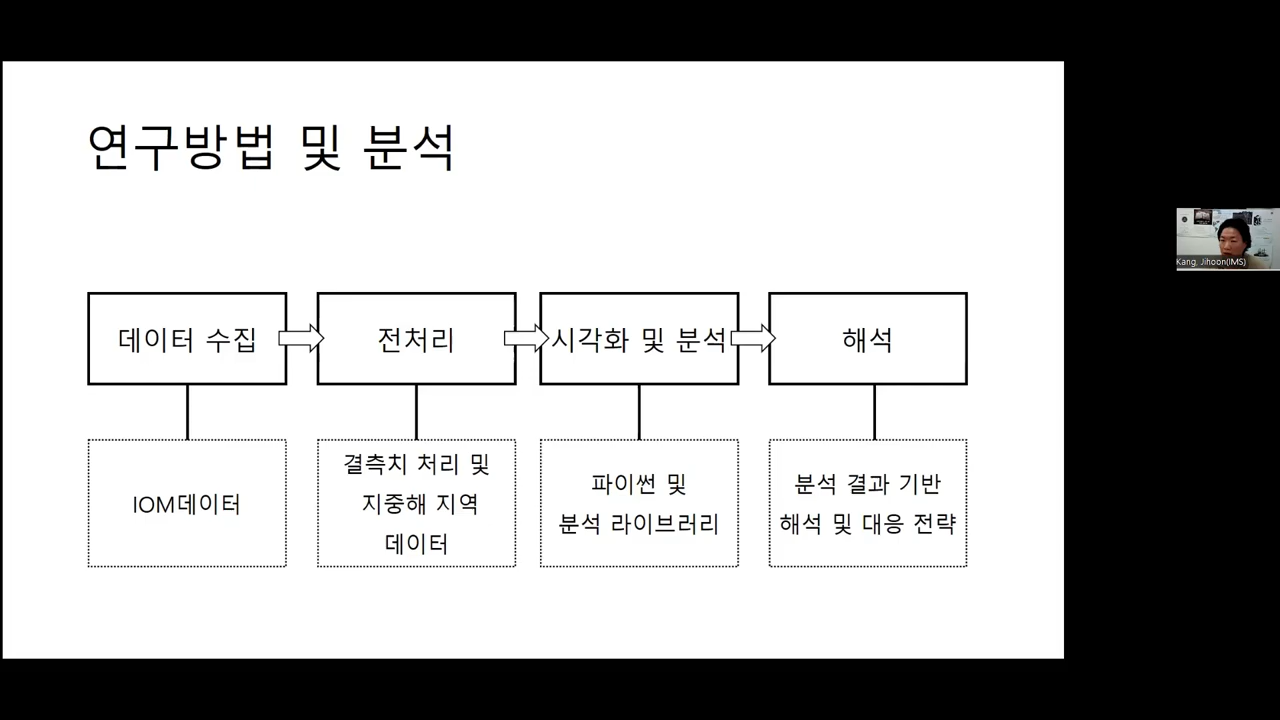 연구방법 및 분석
데이터 수집
전처리
시각화 및 분석
해석
IOM데이터
결측치 처리 및
지중해 지역
데이터
파이썬 및
분석 라이브러리
분석 결과 기반
해석 및 대응 전략
Kang, Jihoon(IMS)